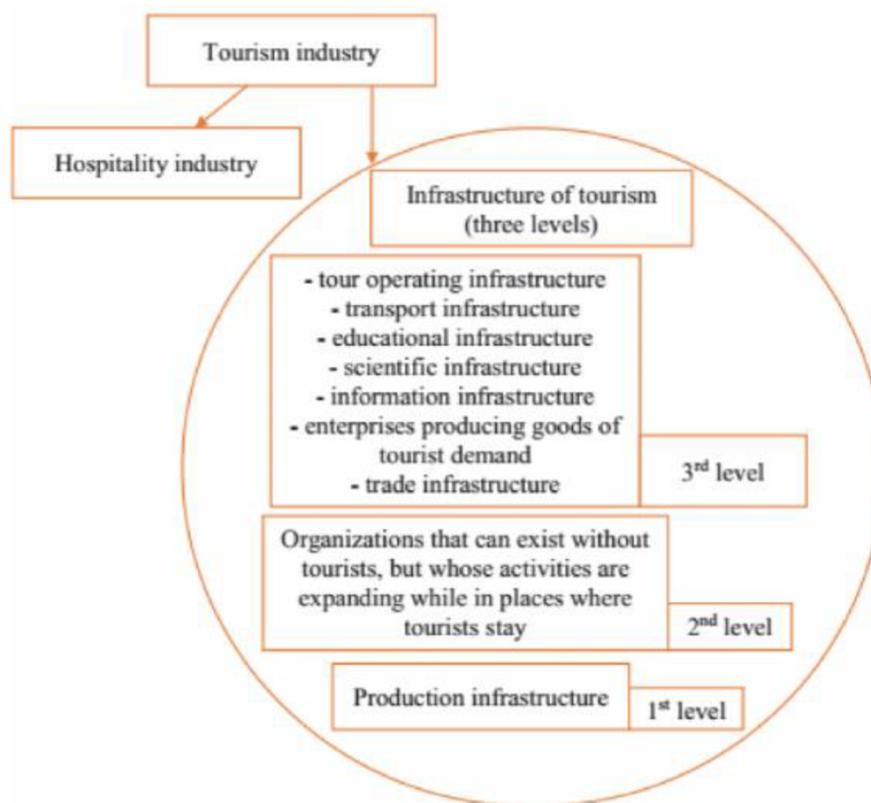 Tourism industry
Hospitality industry
Infrastructure of tourism
(three levels)
- tour operating infrastructure
- transport infrastructure
- educational infrastructure
- scientific infrastructure
- information infrastructure
- enterprises producing goods of
tourist demand
- trade infrastructure
3rd level
Organizations that can exist without
tourists, but whose activities are
expanding while in places where
tourists stay
2nd level
Production infrastructure
1st level